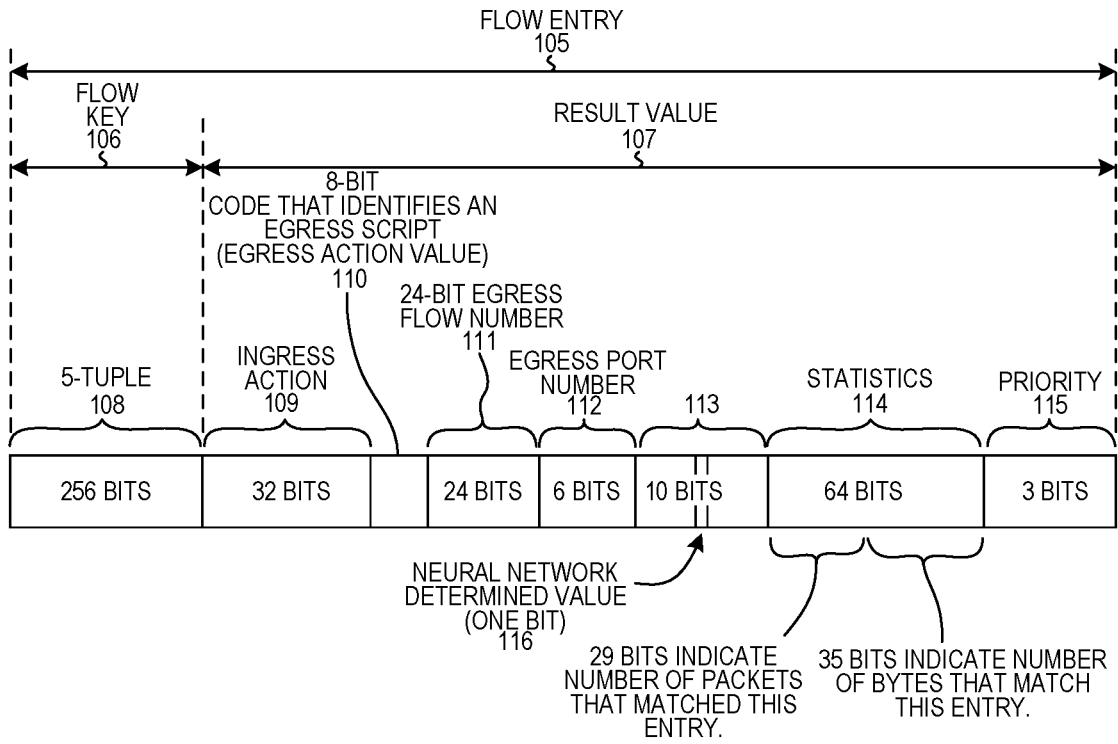 FLOW ENTRY
105
FLOW
KEY
106
RESULT VALUE
107
8-BIT
CODE THAT IDENTIFIES AN
EGRESS SCRIPT
(EGRESS ACTION VALUE)
110
24-BIT EGRESS
FLOW NUMBER
111
5-TUPLE
108
INGRESS
ACTION
109
EGRESS PORT
NUMBER
112
113
STATISTICS
114
PRIORITY
115
256 BITS
32 BITS
24 BITS
6 BITS
10 BITS
64 BITS
3 BITS
NEURAL NETWORK
DETERMINED VALUE
(ONE BIT)
116
29 BITS INDICATE
NUMBER OF PACKETS
THAT MATCHED THIS
ENTRY.
35 BITS INDICATE NUMBER
OF BYTES THAT MATCH
THIS ENTRY.